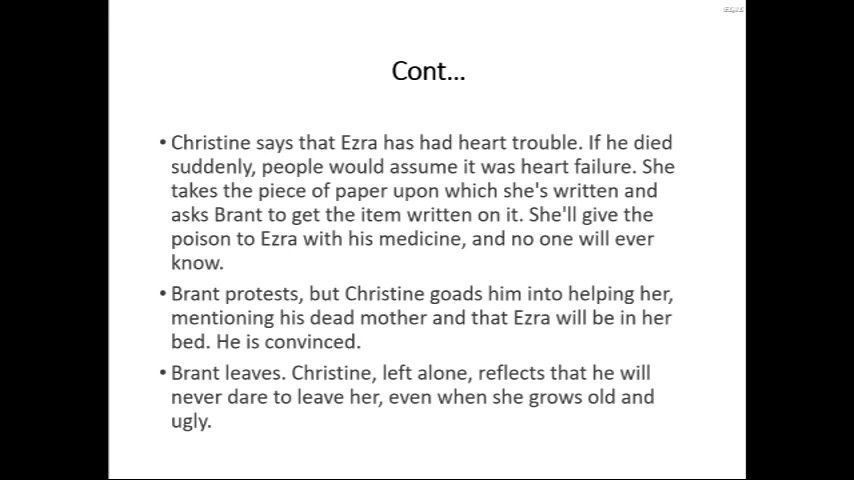 Cont...
• Christine says that Ezra has had heart trouble. If he died
suddenly, people would assume it was heart failure. She
takes the piece of paper upon which she's written and
asks Brant to get the item written on it. She'll give the
poison to Ezra with his medicine, and no one will ever
know.
• Brant protests, but Christine goads him into helping her,
mentioning his dead mother and that Ezra will be in her
bed. He is convinced.
• Brant leaves. Christine, left alone, reflects that he will
never dare to leave her, even when she grows old and
ugly.